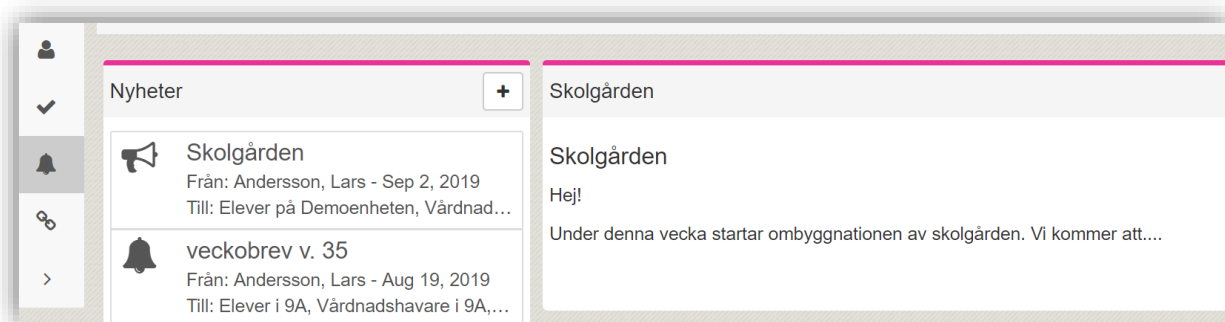 Nyheter
Skolgården
Från: Andersson, Lars - Sep 2, 2019
Till: Elever på Demoenheten, Vårdnad...
veckobrev v. 35
Från: Andersson, Lars - Aug 19, 2019
Till: Elever i 9A, Vårdnadshavare i 9A,...
Skolgården
Skolgården
Hej!
Under denna vecka startar ombyggnationen av skolgården. Vi kommer att....